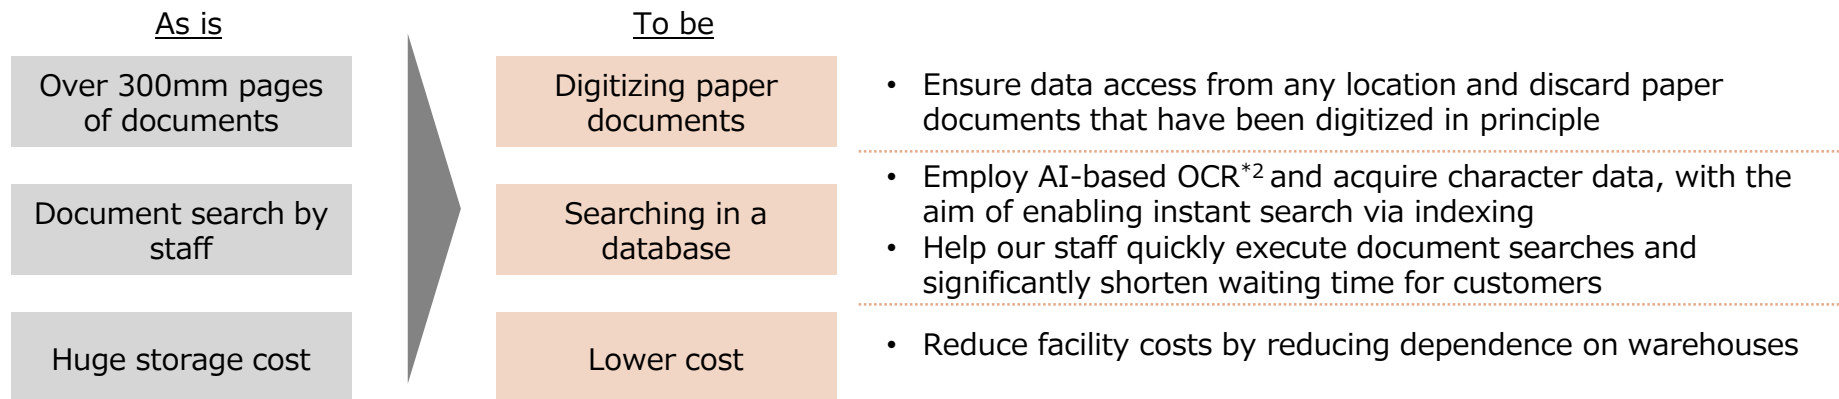 As is
To be
Over 300mm pages
of documents
Digitizing paper
documents
• Ensure data access from any location and discard paper
documents that have been digitized in principle
Document search by
staff
Searching in a
database
• Employ AI-based OCR*2 and acquire character data, with the
aim of enabling instant search via indexing
• Help our staff quickly execute document searches and
significantly shorten waiting time for customers
Huge storage cost
Lower cost
• Reduce facility costs by reducing dependence on warehouses